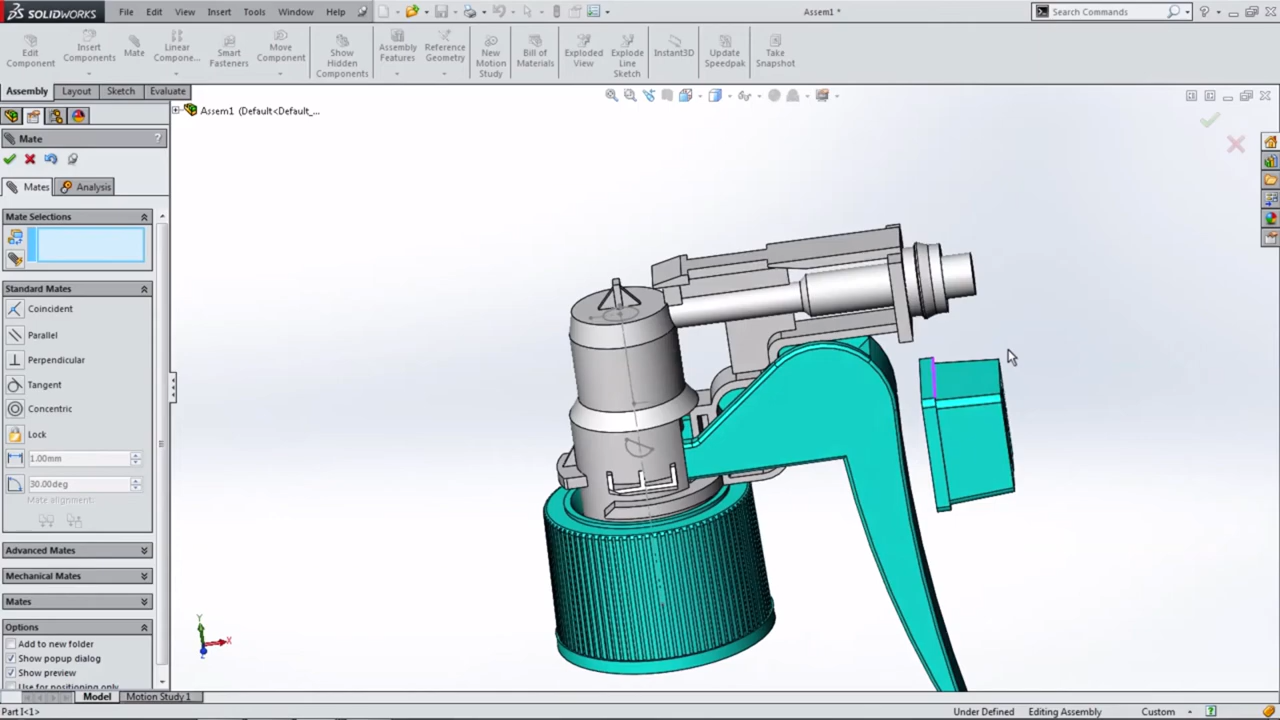 SOLIDWORKS File Edit View Insert Tools Window Help Assem1 * Search Commands
Edit Component
Insert Components
Mate
Linear Compone...
Smart Fasteners
Move Component
Show Hidden Components
Assembly Features
Reference Geometry
New Motion Study
Bill of Materials
Exploded View
Explode Line Sketch
Instant3D
Update Speedpak
Take Snapshot
Assembly Layout Sketch Evaluate
Assem1 (Default<Default_...
Mate ?
Mates Analysis
Mate Selections
Standard Mates
Coincident
Parallel
Perpendicular
Tangent
Concentric
Lock
1.00mm
30.00deg
Mate alignment:
Advanced Mates
Mechanical Mates
Mates
Options
Add to new folder
Show popup dialog
Show preview
Use for positioning only
Y
X
Z
Model Motion Study 1
Part I<1> Under Defined Editing Assembly Custom